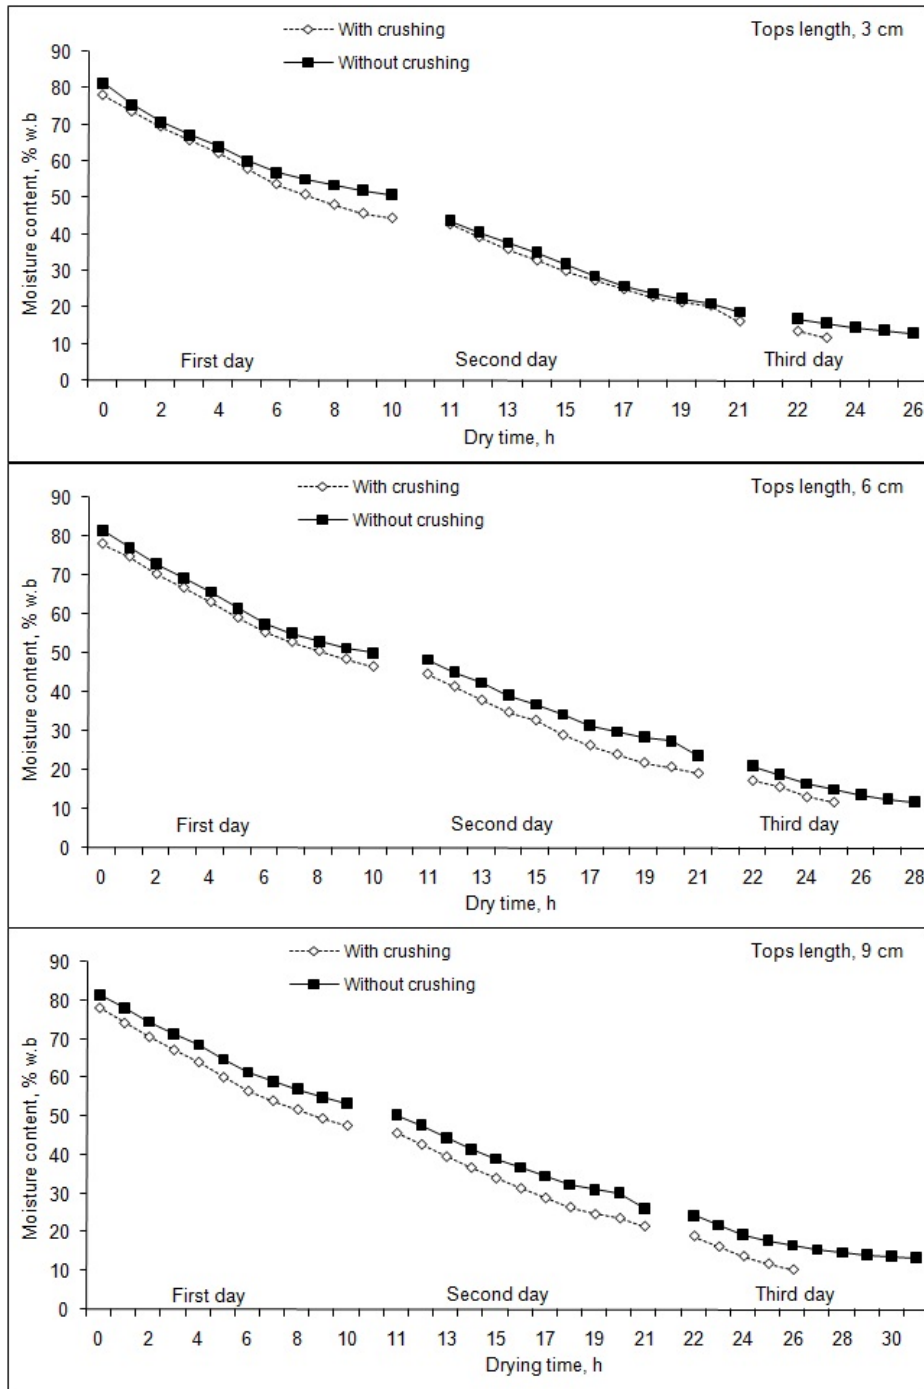 With crushing
Tops length, 3 cm
Without crushing
90
80
70
60
50
40
30
20
10
0
Moisture content, % w.b
First day
Second day
Third day
0 2 4 6 8 10 11 13 15 17 19 21 22 24 26
Dry time, h
With crushing
Tops length, 6 cm
Without crushing
90
80
70
60
50
40
30
20
10
0
Moisture content, % w.b
First day
Second day
Third day
0 2 4 6 8 10 11 13 15 17 19 21 22 24 26 28
Dry time, h
With crushing
Tops length, 9 cm
Without crushing
90
80
70
60
50
40
30
20
10
0
Moisture content, % w.b
First day
Second day
Third day
0 2 4 6 8 10 11 13 15 17 19 21 22 24 26 28 30
Drying time, h